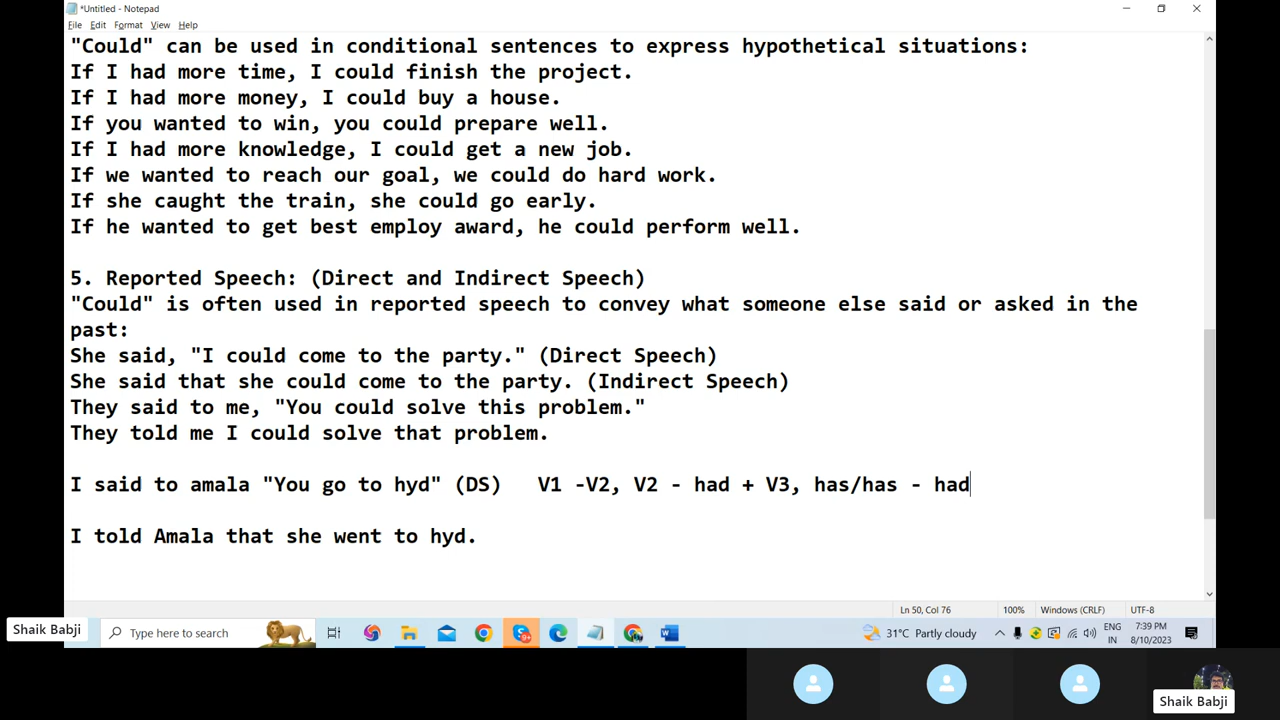 *Untitled - Notepad
File Edit Format View Help
"Could" can be used in conditional sentences to express hypothetical situations:
If I had more time, I could finish the project.
If I had more money, I could buy a house.
If you wanted to win, you could prepare well.
If I had more knowledge, I could get a new job.
If we wanted to reach our goal, we could do hard work.
If she caught the train, she could go early.
If he wanted to get best employ award, he could perform well.
5. Reported Speech: (Direct and Indirect Speech)
"Could" is often used in reported speech to convey what someone else said or asked in the
past:
She said, "I could come to the party." (Direct Speech)
She said that she could come to the party. (Indirect Speech)
They said to me, "You could solve this problem."
They told me I could solve that problem.
I said to amala "You go to hyd" (DS) V1 -V2, V2 - had + V3, has/has - had
I told Amala that she went to hyd.
Ln 50, Col 76 100% Windows (CRLF) UTF-8
Shaik Babji
Type here to search
31°C Partly cloudy
ENG
IN
7:39 PM
8/10/2023
Shaik Babji